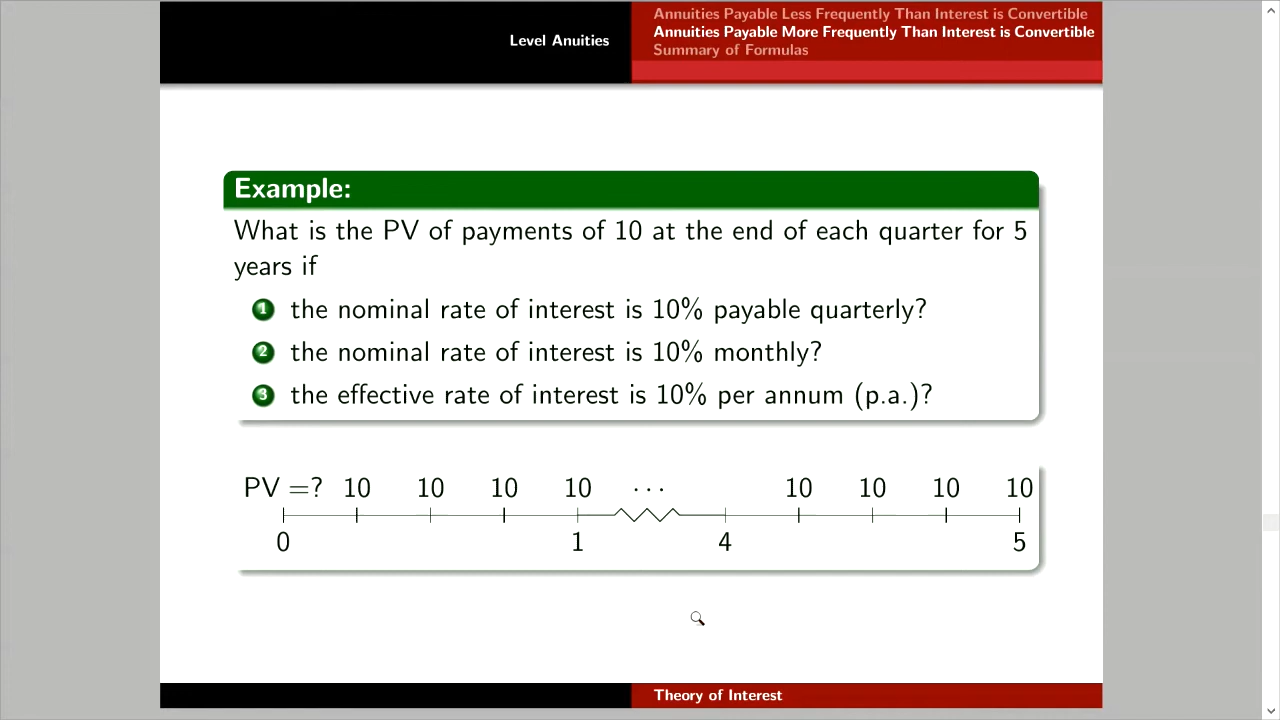 Level Anuities
Annuities Payable Less Frequently Than Interest is Convertible
Annuities Payable More Frequently Than Interest is Convertible
Summary of Formulas
Example:
What is the PV of payments of 10 at the end of each quarter for 5
years if
1 the nominal rate of interest is 10% payable quarterly?
2 the nominal rate of interest is 10% monthly?
3 the effective rate of interest is 10% per annum (p.a.)?
PV =? 10 10 10 10 ··· 10 10 10 10
0 1 4 5
Theory of Interest